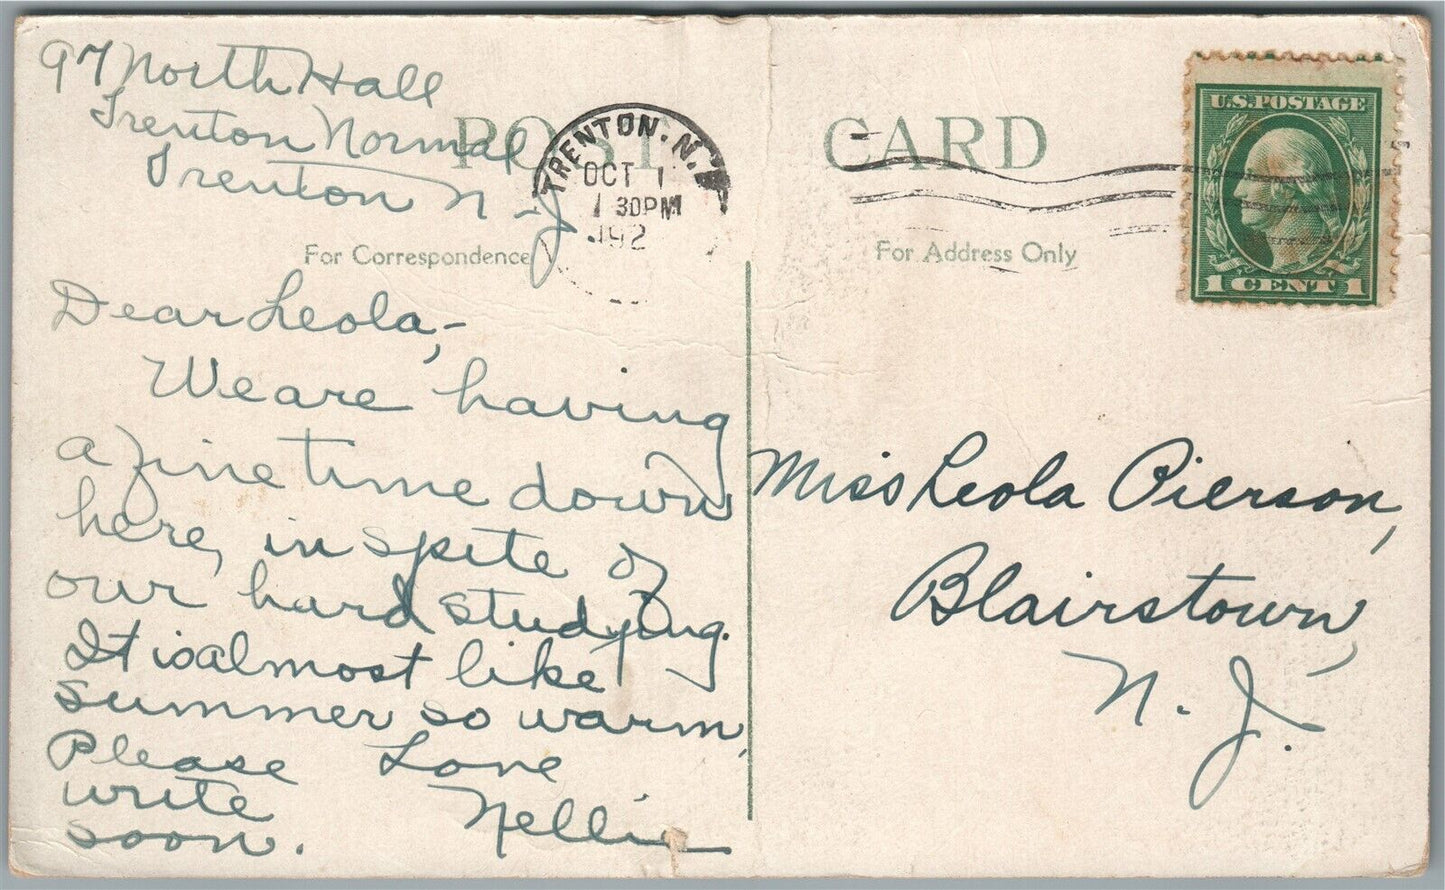 97 North Hall
Trenton Normal
Trenton N-J.
POST CARD
TRENTON. N.
OCT 1
1 30PM
192
U.S. POSTAGE
1 CENT 1
For Correspondence
For Address Only
Dear Leola,-
We are having
a fine time down
here, in spite of
our hard studying.
It is almost like
summer so warm.
Please
write
soon.
Love
Nellie
Miss Leola Pierson,
Blairstown,
N. J.